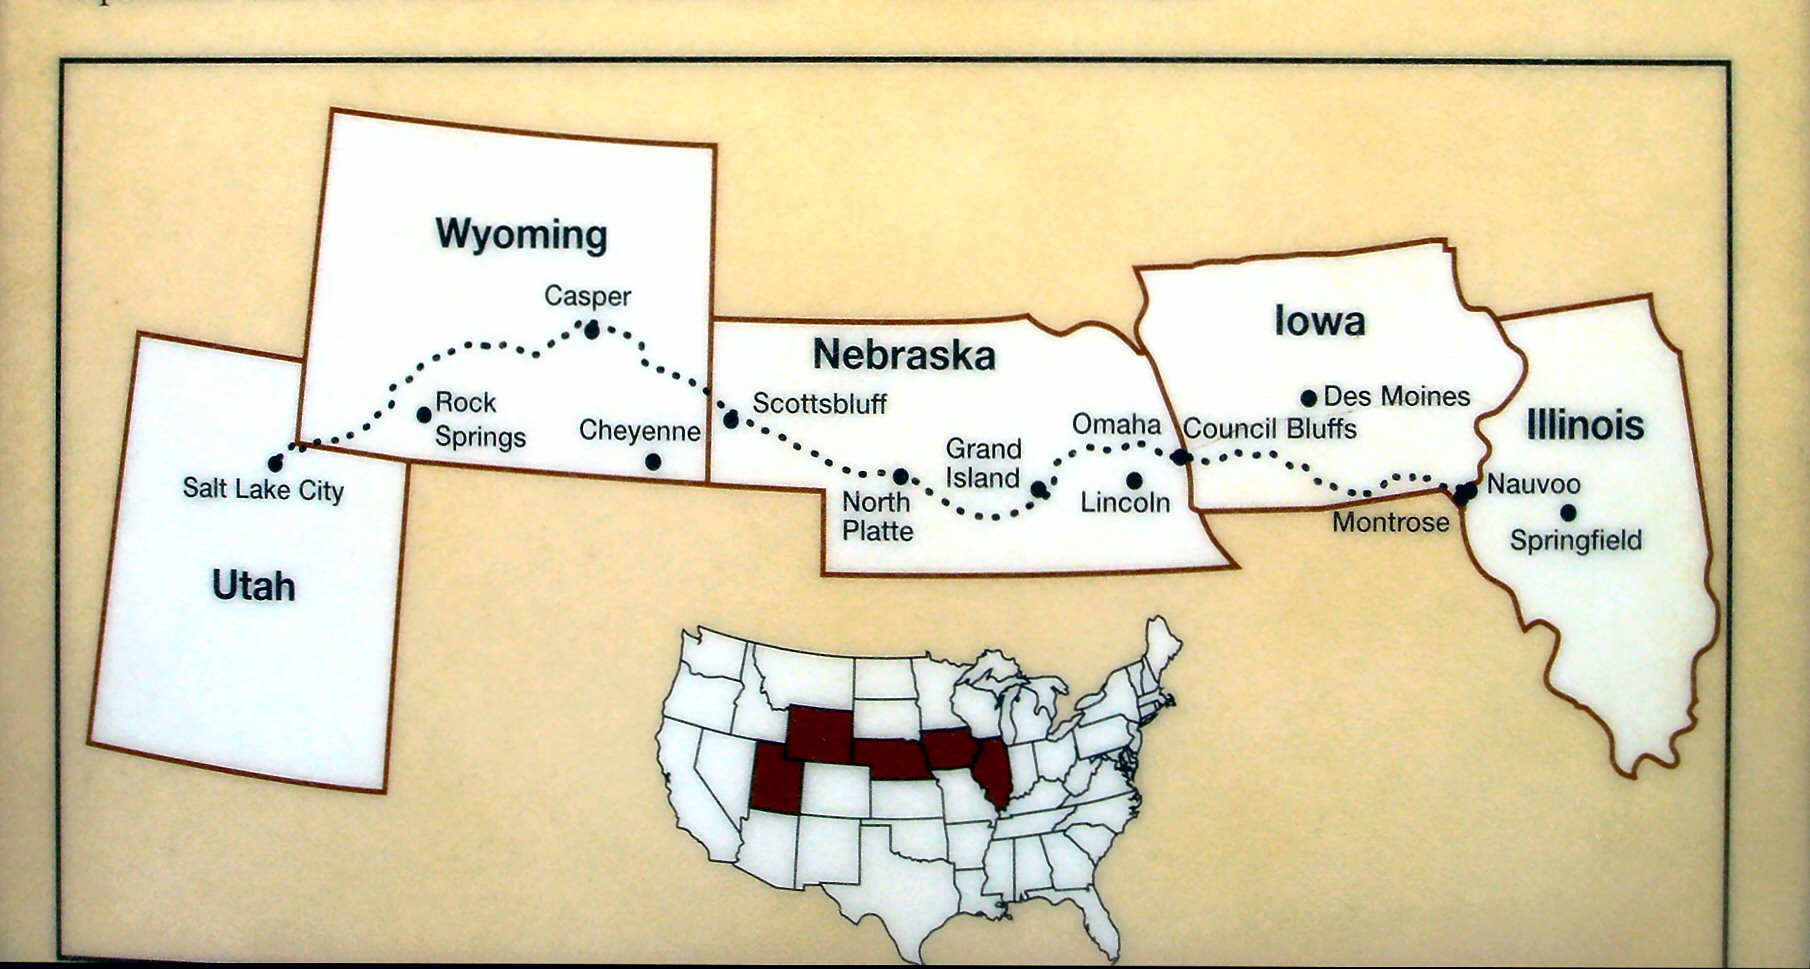 Wyoming
Casper
Rock
Springs
Cheyenne
Salt Lake City
Utah
Nebraska
Scottsbluff
North
Platte
Grand
Island
Omaha
Lincoln
Iowa
Des Moines
Council Bluffs
Montrose
Illinois
Nauvoo
Springfield